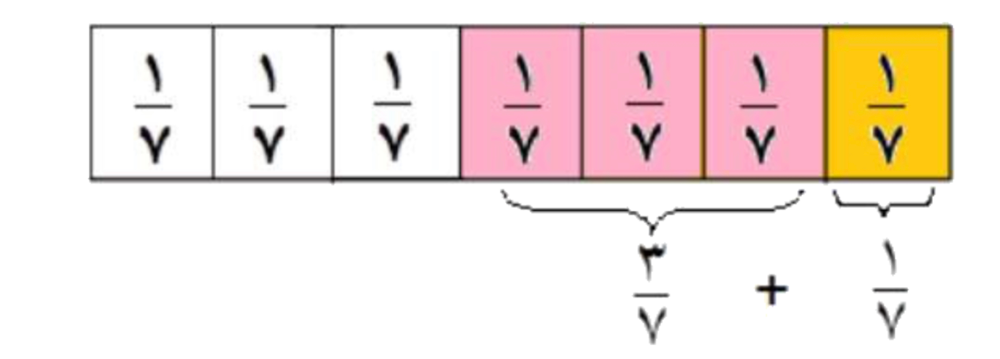 ١ ١ ١ ١ ١ ١ ١
٧ ٧ ٧ ٧ ٧ ٧ ٧
١ + ٣
٧ ٧